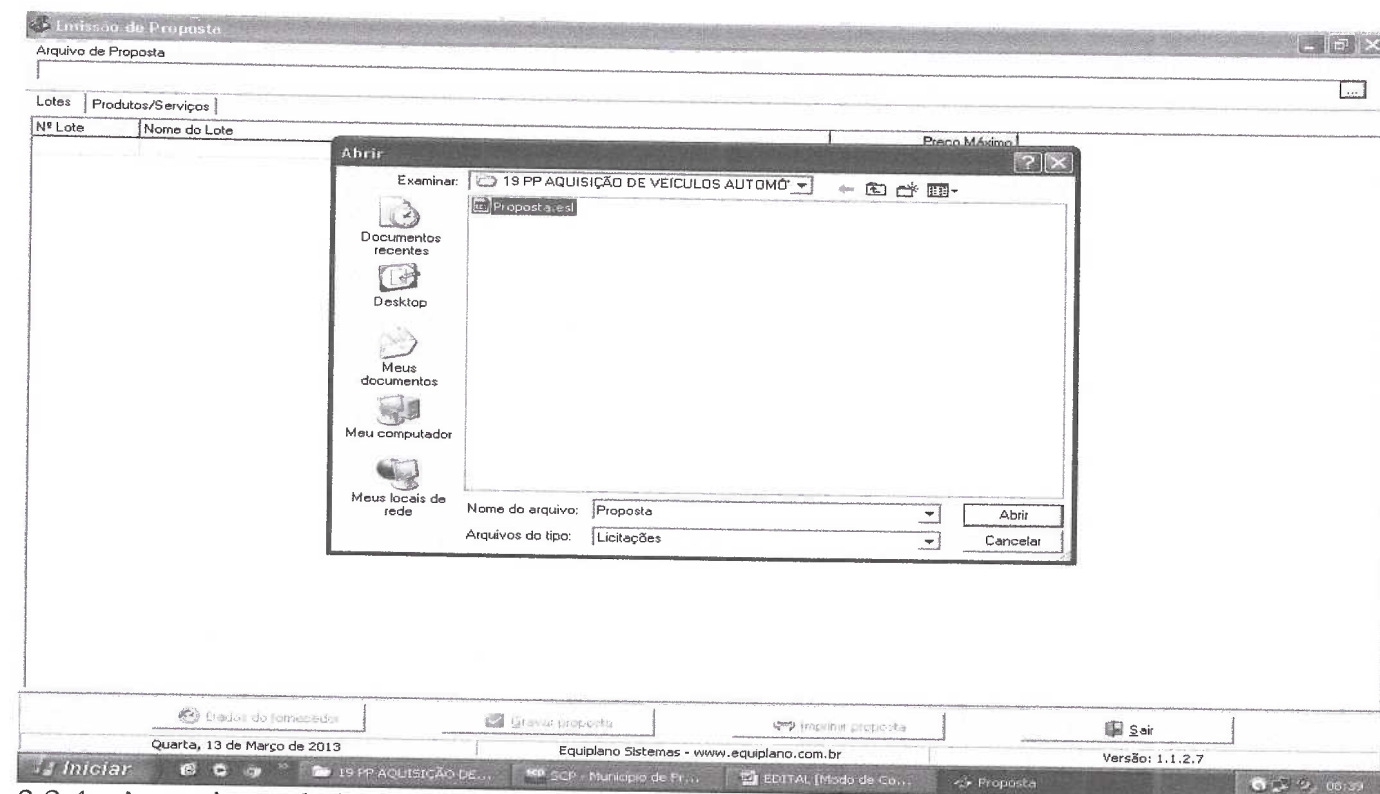 Emissão de Proposta
Arquivo de Proposta
...
Lotes Produtos/Serviços
Nº Lote Nome do Lote Preço Máximo
Abrir
Examinar: 19 PP AQUISIÇÃO DE VEÍCULOS AUTOMÓ
Proposta.esl
Documentos
recentes
Desktop
Meus
documentos
Meu computador
Meus locais de
rede
Nome do arquivo: Proposta Abrir
Arquivos do tipo: Licitações Cancelar
Dados do fornecedor Gravar proposta Imprimir proposta Sair
Quarta, 13 de Março de 2013 Equiplano Sistemas - www.equiplano.com.br Versão: 1.1.2.7
Iniciar 19 PP AQUISIÇÃO DE... SCP - Município de Fr... EDITAL [Modo de Co... Proposta 08:39